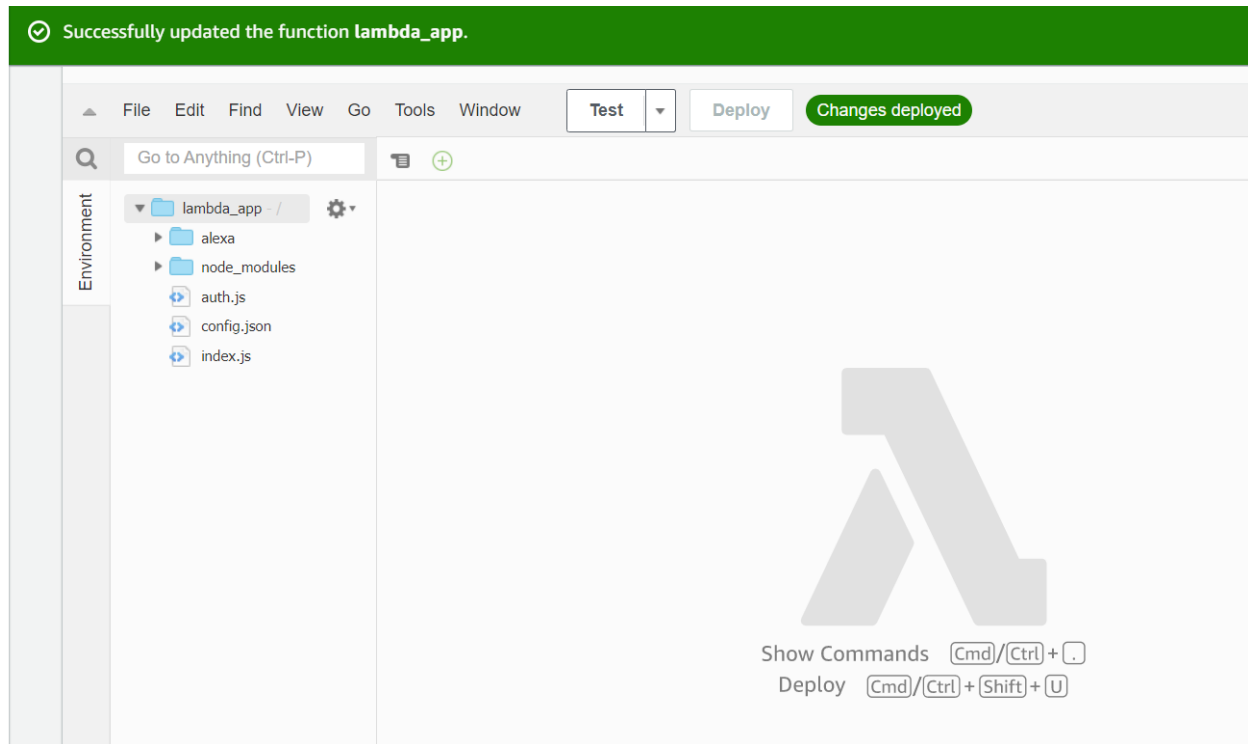 Successfully updated the function lambda_app.
File Edit Find View Go Tools Window Test Deploy Changes deployed
Go to Anything (Ctrl-P)
Environment
lambda_app - /
alexa
node_modules
auth.js
config.json
index.js
Show Commands Cmd/Ctrl + .
Deploy Cmd/Ctrl + Shift + U